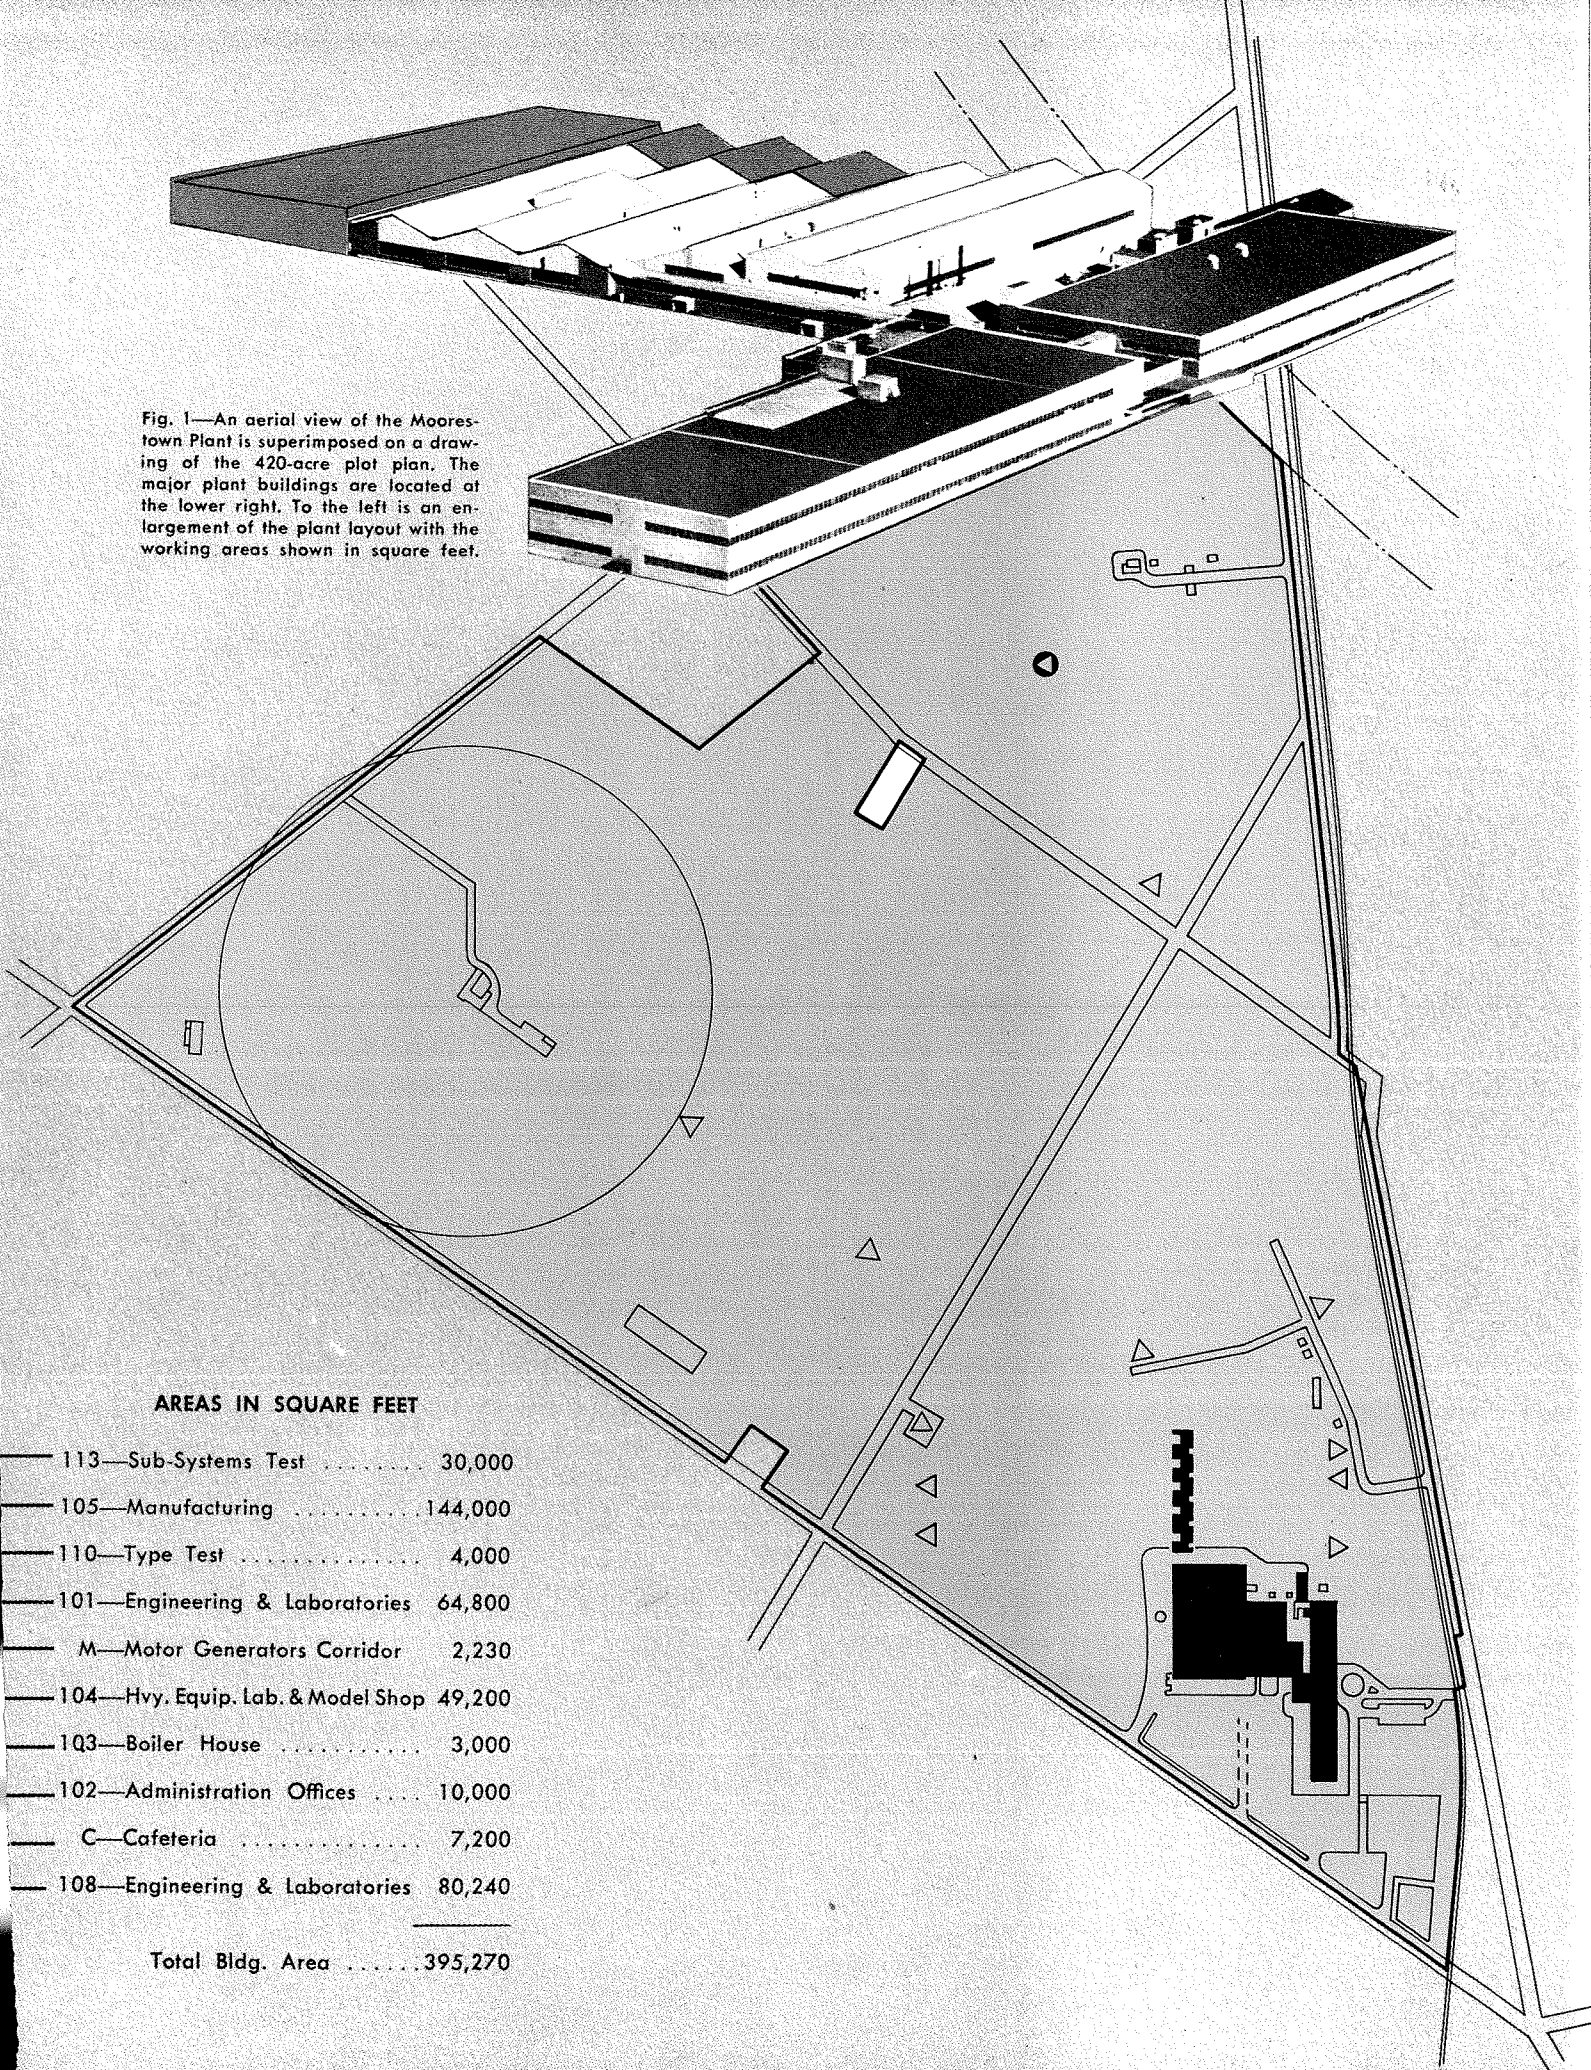 Fig. 1—An aerial view of the Moores-
town Plant is superimposed on a draw-
ing of the 420-acre plot plan. The
major plant buildings are located at
the lower right. To the left is an en-
largement of the plant layout with the
working areas shown in square feet.
AREAS IN SQUARE FEET
113—Sub-Systems Test ........ 30,000
105—Manufacturing .......... 144,000
110—Type Test .............. 4,000
101—Engineering & Laboratories 64,800
M—Motor Generators Corridor 2,230
104—Hvy. Equip. Lab. & Model Shop 49,200
103—Boiler House ........... 3,000
102—Administration Offices .... 10,000
C—Cafeteria .............. 7,200
108—Engineering & Laboratories 80,240
Total Bldg. Area ...... 395,270